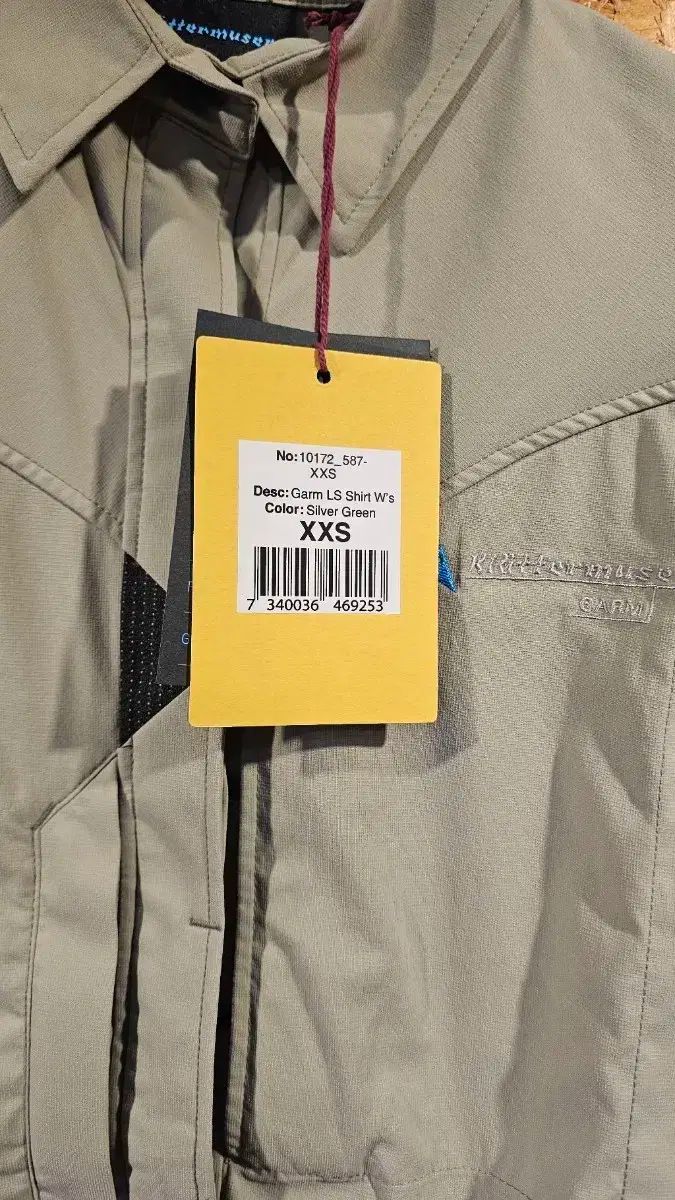 No:10172_587-
XXS
Desc: Garm LS Shirt W's
Color: Silver Green
XXS
7 340036 469253
GARM